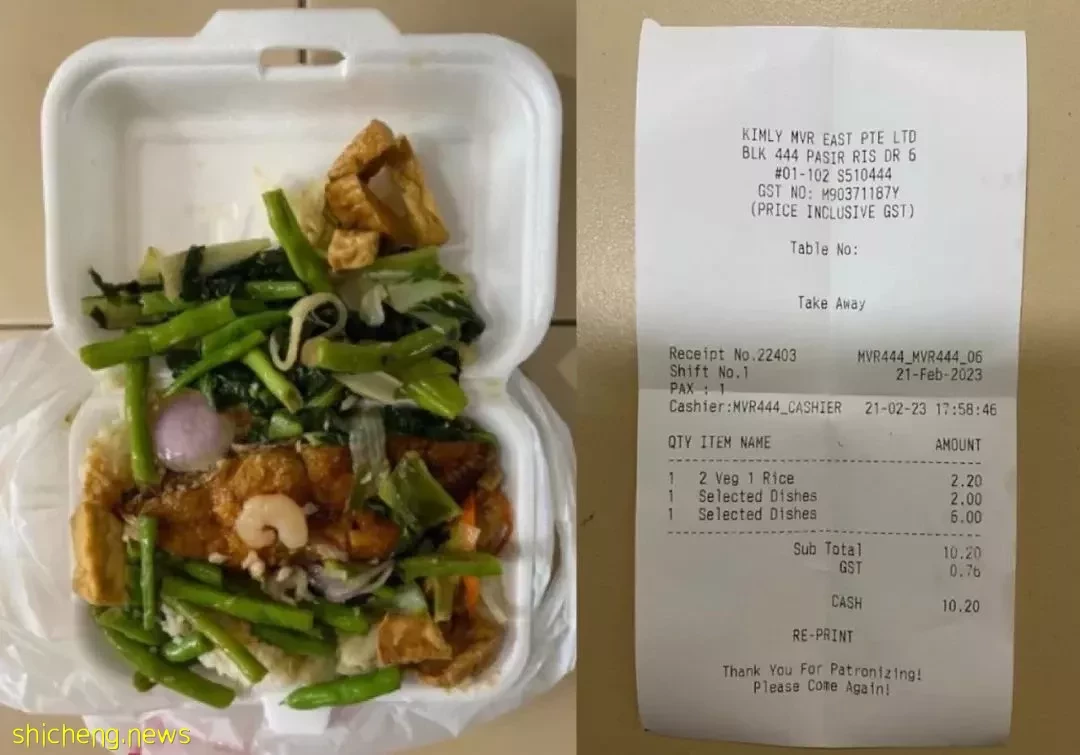 KIMLY MVR EAST PTE LTD
BLK 444 PASIR RIS DR 6
#01-102 S510444
GST NO: M90371187Y
(PRICE INCLUSIVE GST)
Table No:
Take Away
Receipt No.22403 MVR444_MVR444_06
Shift No.1 21-Feb-2023
PAX : 1
Cashier:MVR444_CASHIER 21-02-23 17:58:46
QTY ITEM NAME AMOUNT
1 2 Veg 1 Rice 2.20
1 Selected Dishes 2.00
1 Selected Dishes 6.00
Sub Total 10.20
GST 0.76
CASH 10.20
RE-PRINT
Thank You For Patronizing!
Please Come Again!
shicheng.news